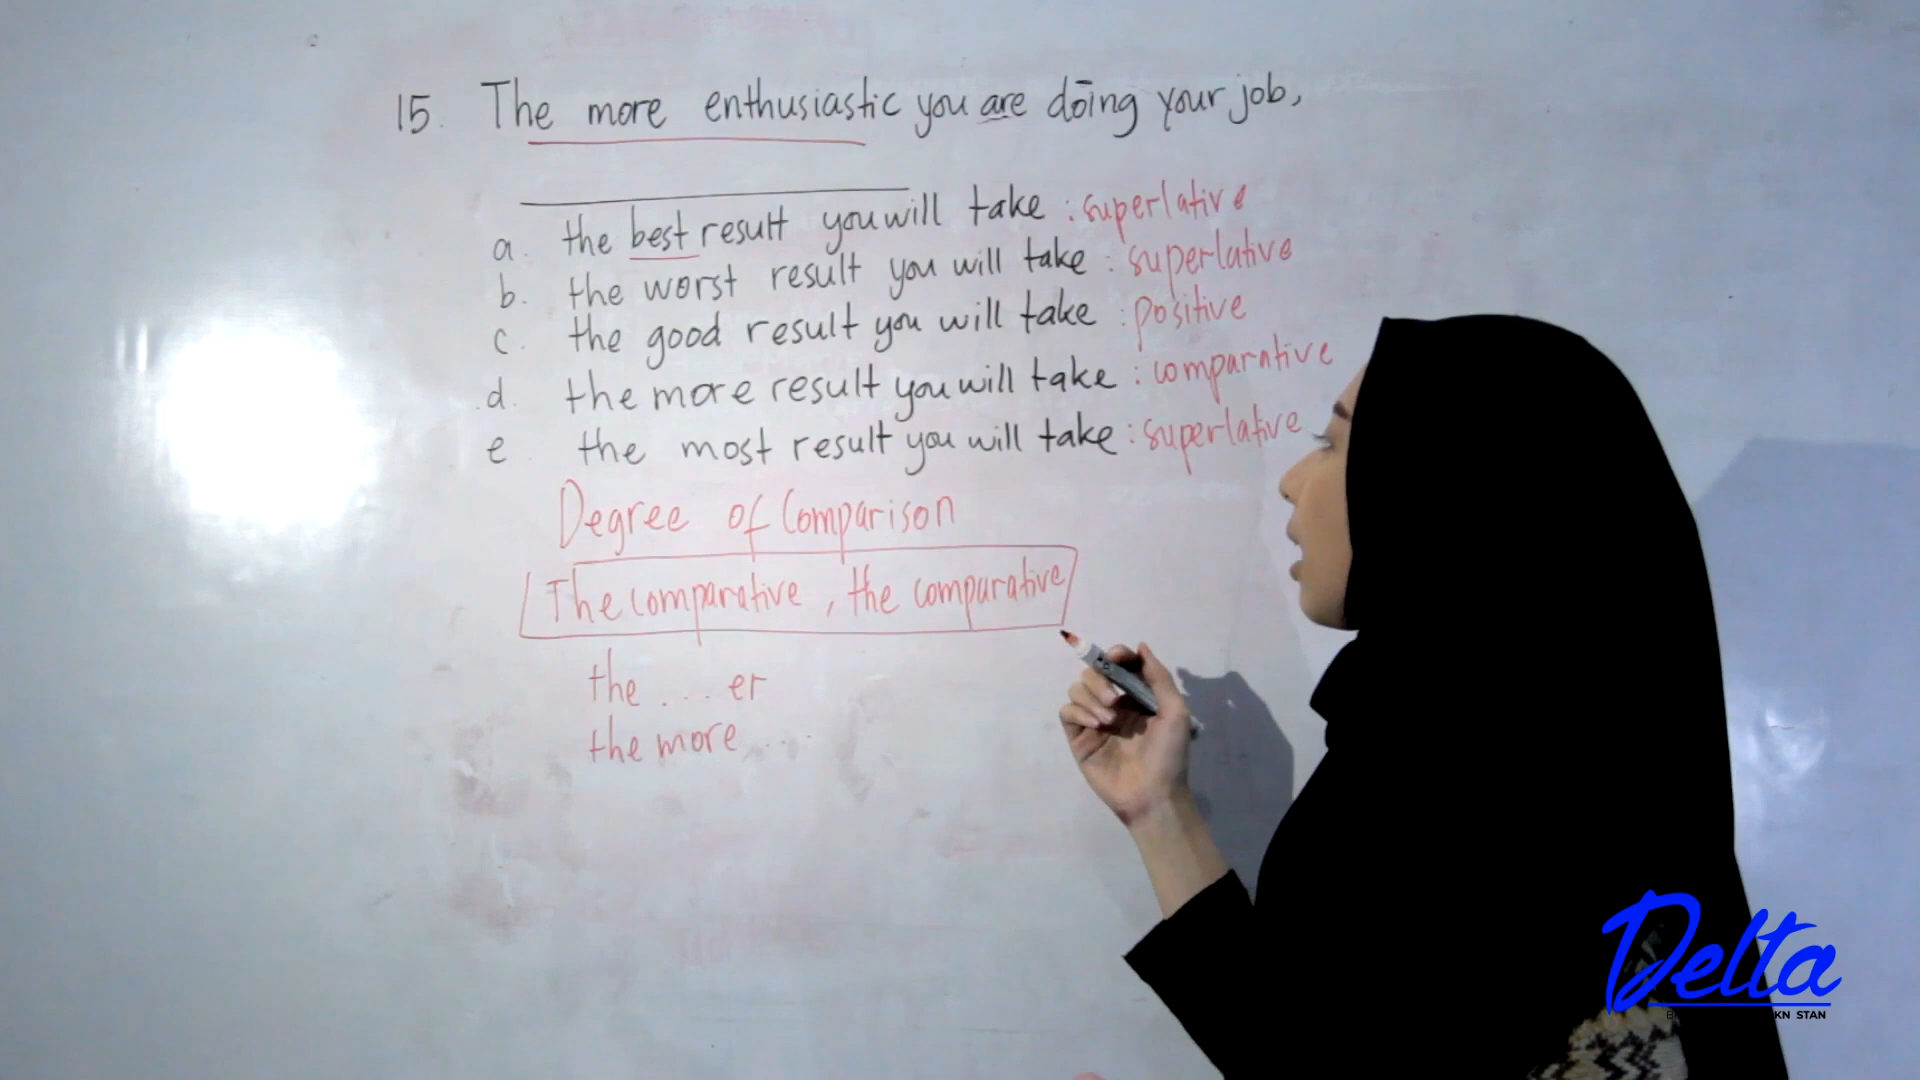 15. The more enthusiastic you are doing your job,
a. the best result you will take : superlative
b. the worst result you will take : superlative
c. the good result you will take : positive
d. the more result you will take : comparative
e. the most result you will take : superlative
Degree of Comparison
The comparative, the comparative
the ... er
the more ...
Delta
KN STAN